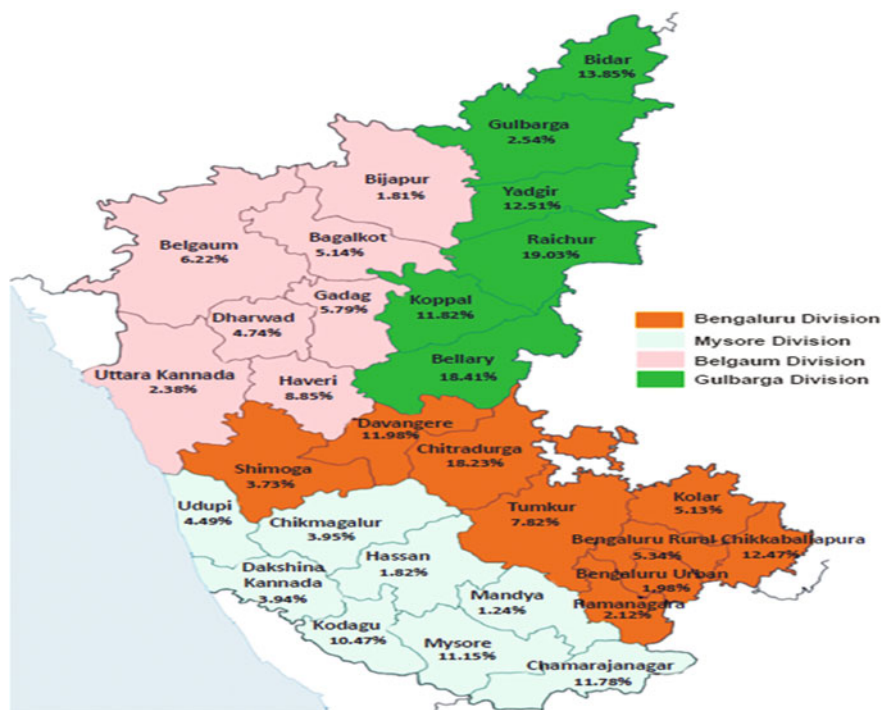 Bidar
13.85%
Gulbarga
2.54%
Bijapur
1.81%
Yadgir
12.51%
Belgaum
6.22%
Bagalkot
5.14%
Raichur
19.03%
Gadag
5.79%
Koppal
11.82%
Dharwad
4.74%
Bengaluru Division
Mysore Division
Belgaum Division
Gulbarga Division
Uttara Kannada
2.38%
Haveri
8.85%
Bellary
18.41%
Davangere
11.98%
Chitradurga
18.23%
Shimoga
3.73%
Udupi
4.49%
Chikmagalur
3.95%
Tumkur
7.82%
Kolar
5.13%
Bengaluru Rural
5.34%
Chikkaballapura
12.47%
Hassan
1.82%
Dakshina
Kannada
3.94%
Bengaluru Urban
1.98%
Mandya
1.24%
Ramanagara
2.12%
Kodagu
10.47%
Mysore
11.15%
Chamarajanagar
11.78%